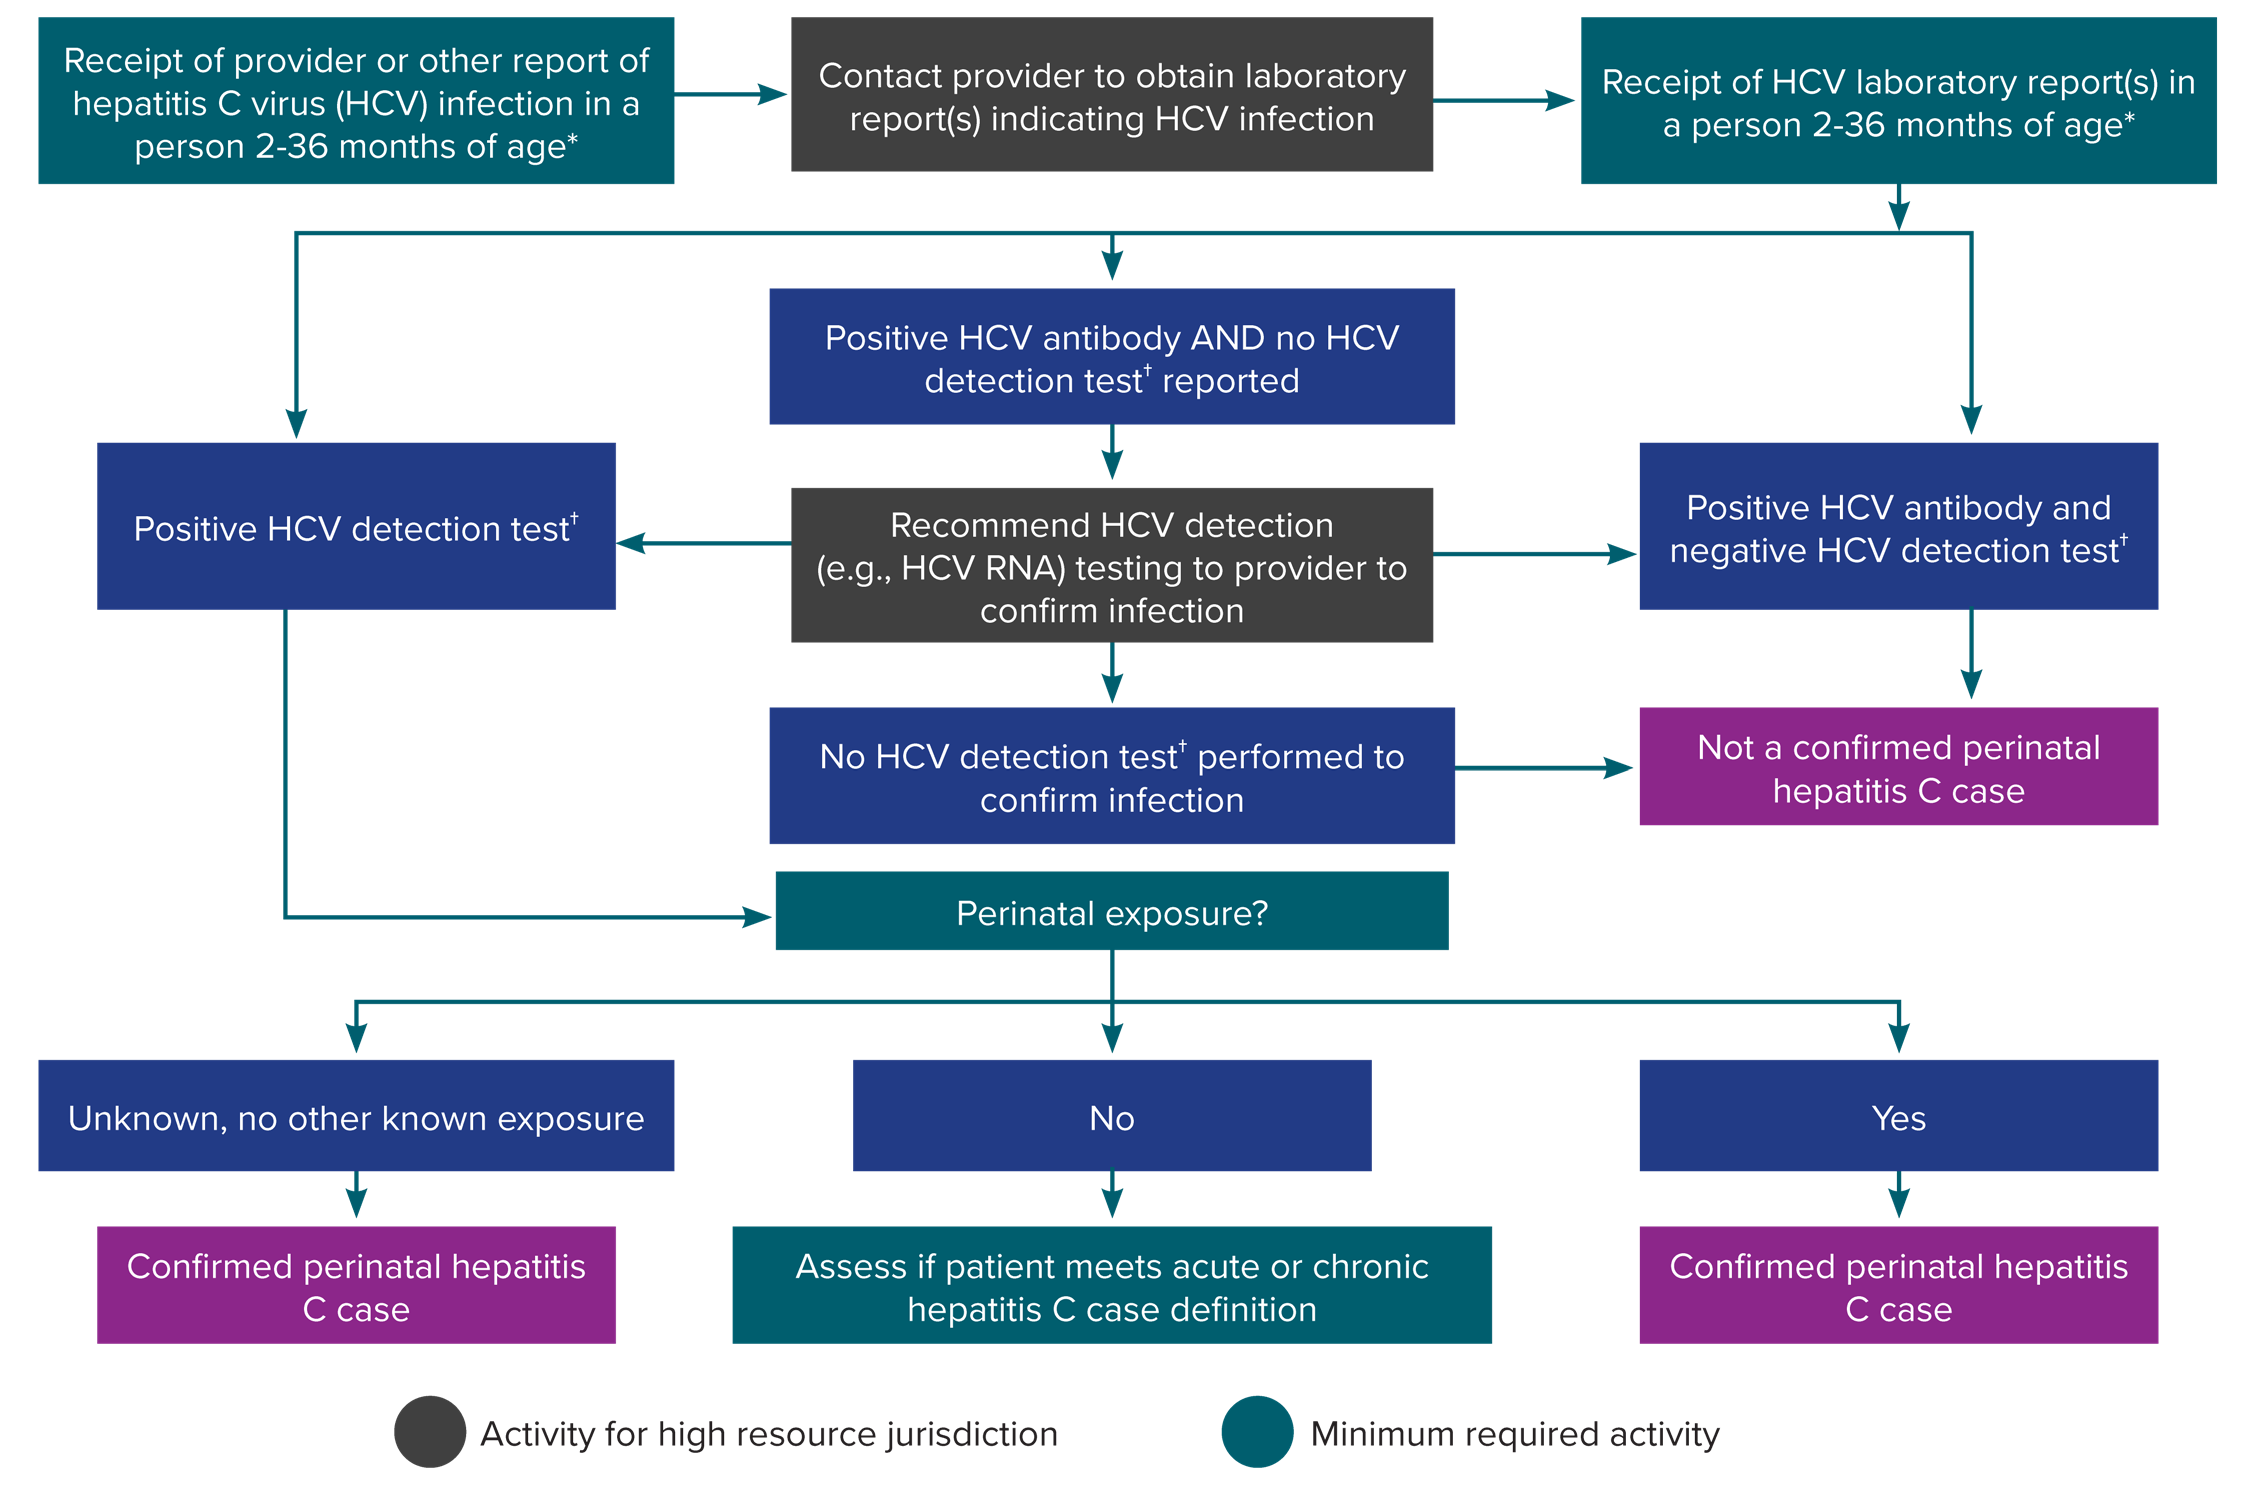 Receipt of provider or other report of
hepatitis C virus (HCV) infection in a
person 2-36 months of age*
Contact provider to obtain laboratory
report(s) indicating HCV infection
Receipt of HCV laboratory report(s) in
a person 2-36 months of age*
Positive HCV antibody AND no HCV
detection test† reported
Positive HCV detection test†
Recommend HCV detection
(e.g., HCV RNA) testing to provider to
confirm infection
Positive HCV antibody and
negative HCV detection test†
No HCV detection test† performed to
confirm infection
Not a confirmed perinatal
hepatitis C case
Perinatal exposure?
Unknown, no other known exposure
No
Yes
Confirmed perinatal hepatitis
C case
Assess if patient meets acute or chronic
hepatitis C case definition
Confirmed perinatal hepatitis
C case
Activity for high resource jurisdiction
Minimum required activity